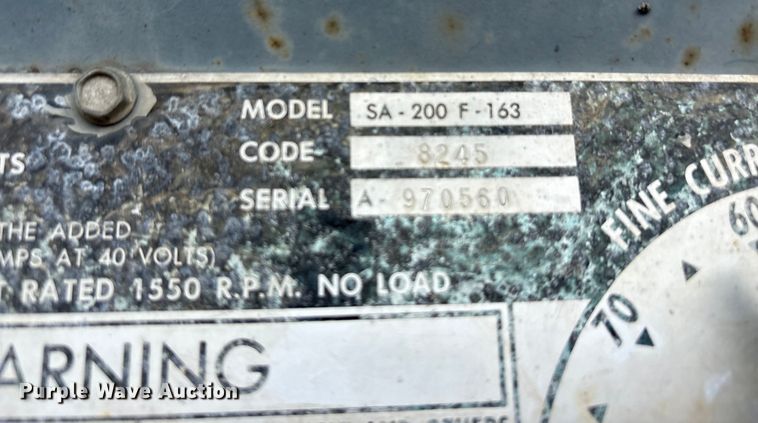 MODEL SA-200 F-163
CODE 8245
TS
SERIAL A-970560
THE ADDED
MPS AT 40 VOLTS)
T RATED 1550 R.P.M. NO LOAD
FINE CURR
60
70
ARNING
Purple Wave Auction